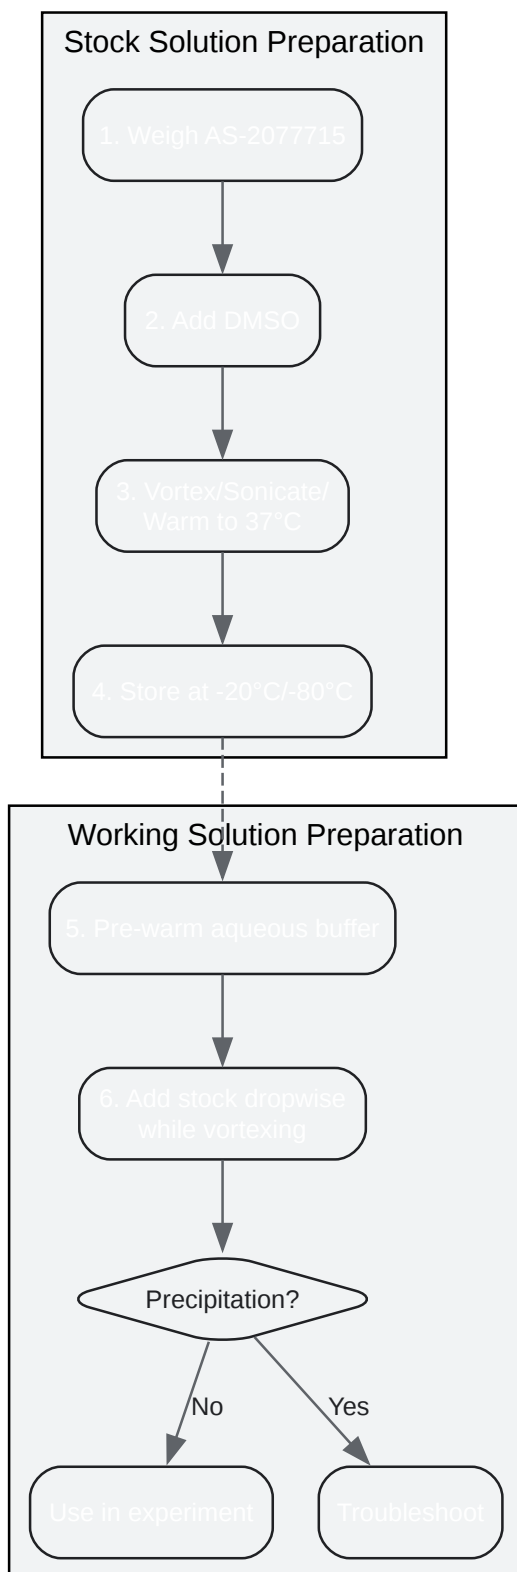 Stock Solution Preparation
1. Weigh AS-2077715
2. Add DMSO
3. Vortex/Sonicate/
Warm to 37°C
4. Store at -20°C/-80°C
Working Solution Preparation
5. Pre-warm aqueous buffer
6. Add stock dropwise
while vortexing
Precipitation?
No
Yes
Use in experiment
Troubleshoot